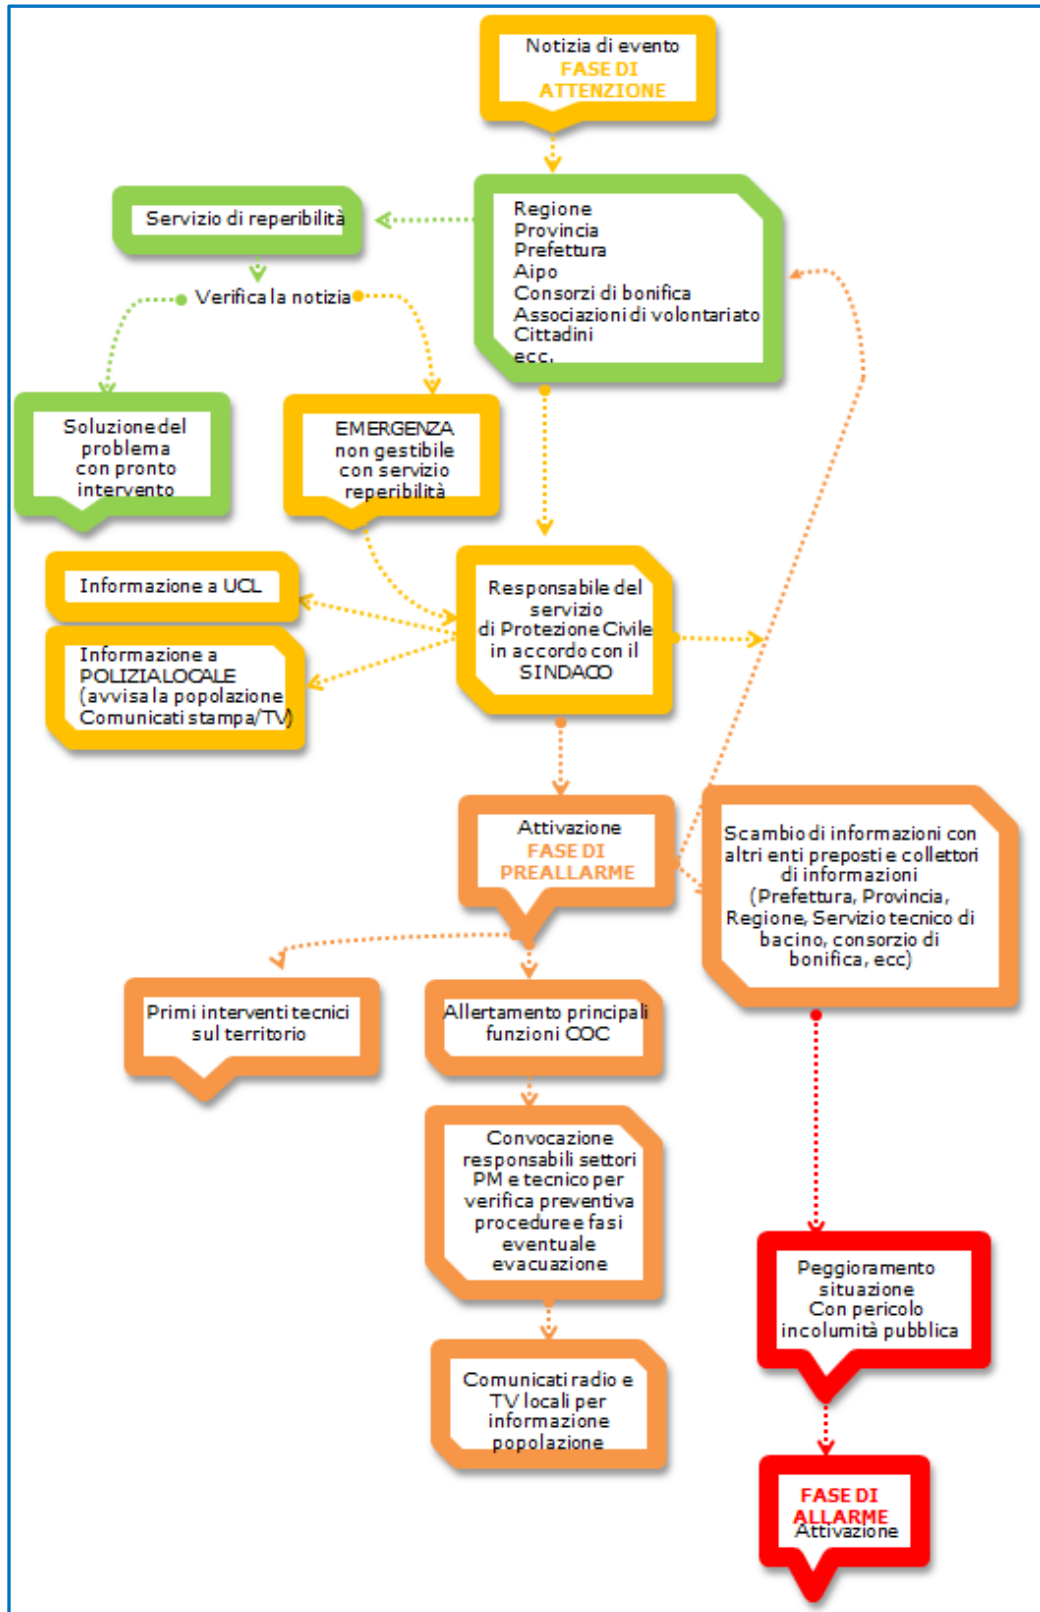 Notizia di evento
FASE DI
ATTENZIONE
Regione
Provincia
Prefettura
Aipo
Consorzi di bonifica
Associazioni di volontariato
Cittadini
ecc.
Servizio di reperibilità
Verifica la notizia
Soluzione del
problema
con pronto
intervento
EMERGENZA
non gestibile
con servizio
reperibilità
Informazione a UCL
Informazione a
POLIZIA LOCALE
(avvisa la popolazione
Comunicati stampa/TV)
Responsabile del
servizio
di Protezione Civile
in accordo con il
SINDACO
Attivazione
FASE DI
PREALLARME
Scambio di informazioni con
altri enti preposti e collettori
di informazioni
(Prefettura, Provincia,
Regione, Servizio tecnico di
bacino, consorzio di
bonifica, ecc)
Primi interventi tecnici
sul territorio
Allertamento principali
funzioni COC
Convocazione
responsabili settori
PM e tecnico per
verifica preventiva
procedure e fasi
eventuale
evacuazione
Comunicati radio e
TV locali per
informazione
popolazione
Peggioramento
situazione
Con pericolo
incolumità pubblica
FASE DI
ALLARME
Attivazione